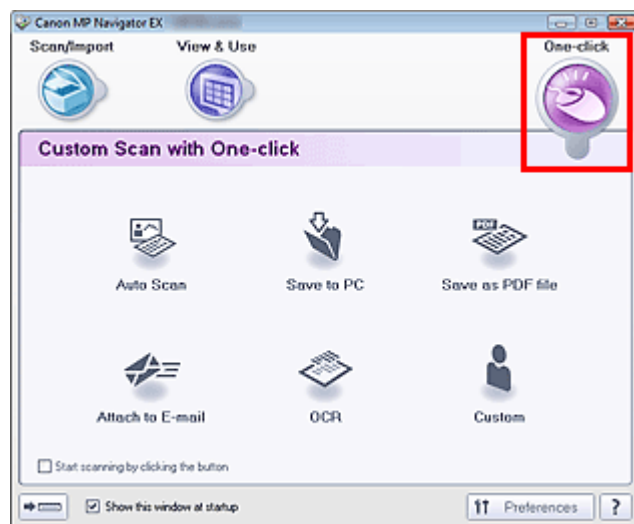 Canon MP Navigator EX
Scan/Import View & Use One-click
Custom Scan with One-click
Auto Scan Save to PC PDF Save as PDF file
Attach to E-mail OCR Custom
Start scanning by clicking the button
Show this window at startup Preferences ?